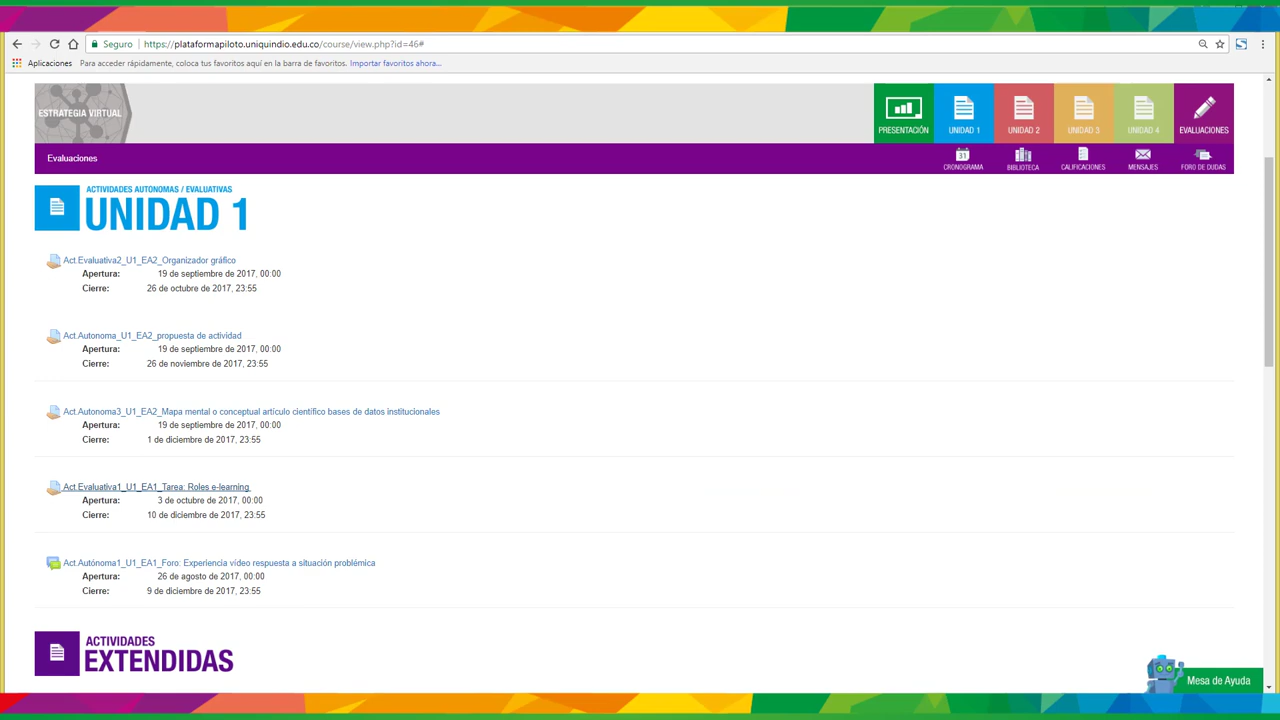 Seguro https://plataformapiloto.uniquindio.edu.co/course/view.php?id=46#
Aplicaciones Para acceder rápidamente, coloca tus favoritos aquí en la barra de favoritos. Importar favoritos ahora...
ESTRATEGIA VIRTUAL
PRESENTACIÓN UNIDAD 1 UNIDAD 2 UNIDAD 3 UNIDAD 4 EVALUACIONES
Evaluaciones
31
CRONOGRAMA BIBLIOTECA CALIFICACIONES MENSAJES FORO DE DUDAS
ACTIVIDADES AUTONOMAS / EVALUATIVAS
UNIDAD 1
Act.Evaluativa2_U1_EA2_Organizador gráfico
Apertura: 19 de septiembre de 2017, 00:00
Cierre: 26 de octubre de 2017, 23:55
Act.Autonoma_U1_EA2_propuesta de actividad
Apertura: 19 de septiembre de 2017, 00:00
Cierre: 26 de noviembre de 2017, 23:55
Act.Autonoma3_U1_EA2_Mapa mental o conceptual artículo científico bases de datos institucionales
Apertura: 19 de septiembre de 2017, 00:00
Cierre: 1 de diciembre de 2017, 23:55
Act.Evaluativa1_U1_EA1_Tarea: Roles e-learning
Apertura: 3 de octubre de 2017, 00:00
Cierre: 10 de diciembre de 2017, 23:55
Act.Autónoma1_U1_EA1_Foro: Experiencia vídeo respuesta a situación problémica
Apertura: 26 de agosto de 2017, 00:00
Cierre: 9 de diciembre de 2017, 23:55
ACTIVIDADES
EXTENDIDAS
Mesa de Ayuda